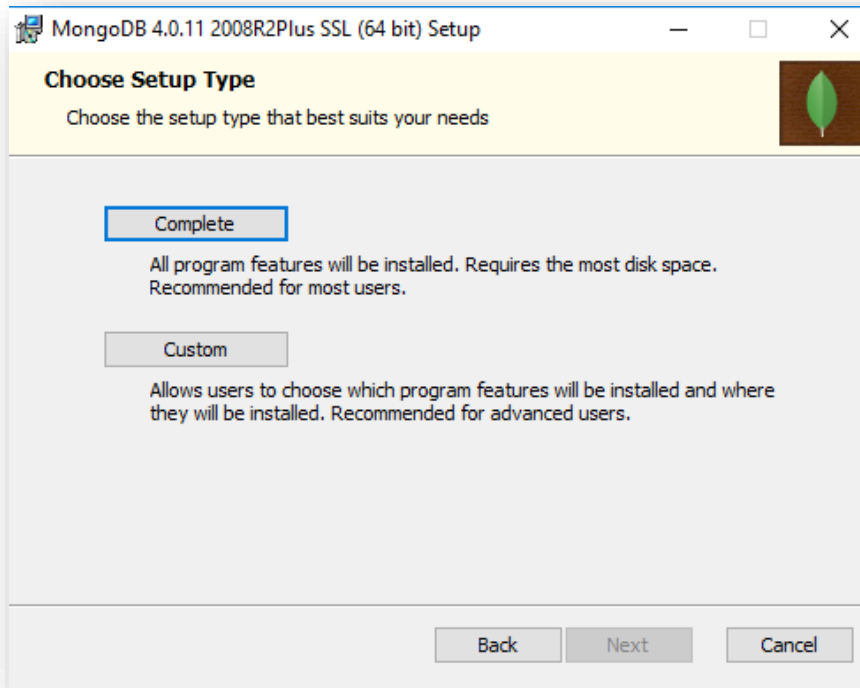 MongoDB 4.0.11 2008R2Plus SSL (64 bit) Setup
Choose Setup Type
Choose the setup type that best suits your needs
Complete
All program features will be installed. Requires the most disk space.
Recommended for most users.
Custom
Allows users to choose which program features will be installed and where
they will be installed. Recommended for advanced users.
Back Next Cancel